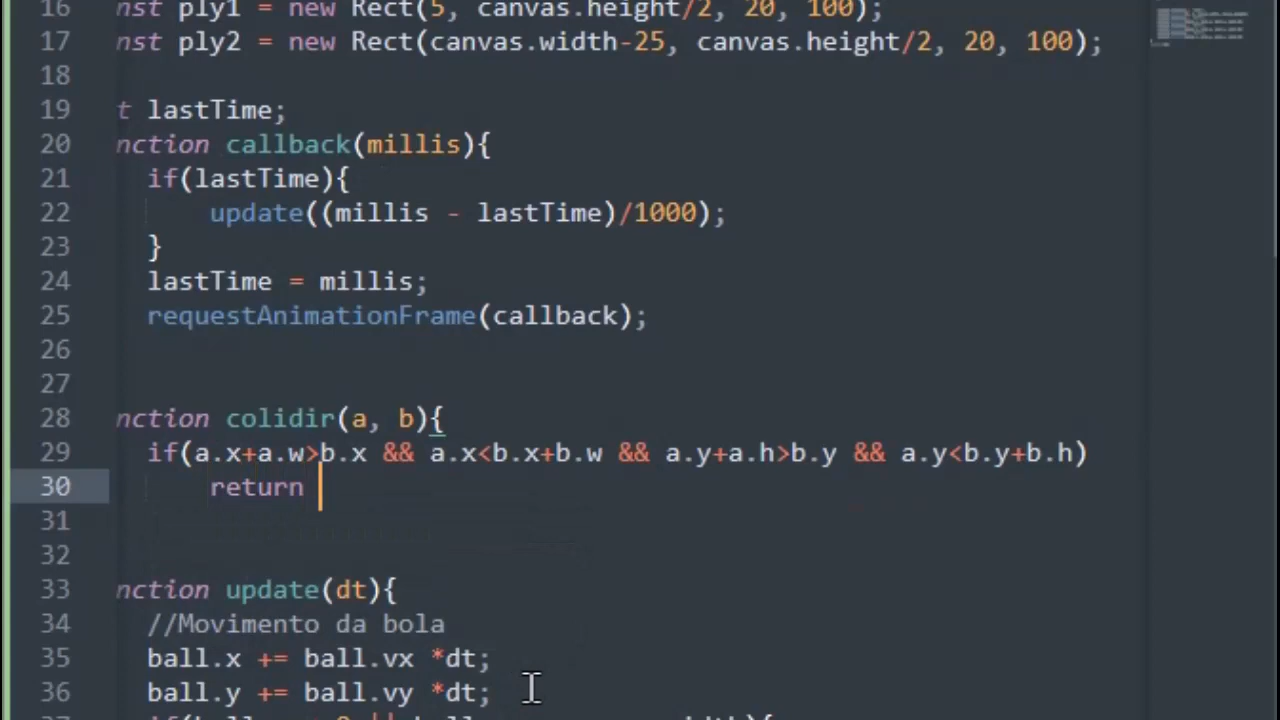 16 nst ply1 = new Rect(5, canvas.height/2, 20, 100);
17 nst ply2 = new Rect(canvas.width-25, canvas.height/2, 20, 100);
18
19 t lastTime;
20 nction callback(millis){
21 if(lastTime){
22 update((millis - lastTime)/1000);
23 }
24 lastTime = millis;
25 requestAnimationFrame(callback);
26
27
28 nction colidir(a, b){
29 if(a.x+a.w>b.x && a.x<b.x+b.w && a.y+a.h>b.y && a.y<b.y+b.h)
30 return
31
32
33 nction update(dt){
34 //Movimento da bola
35 ball.x += ball.vx *dt;
36 ball.y += ball.vy *dt;